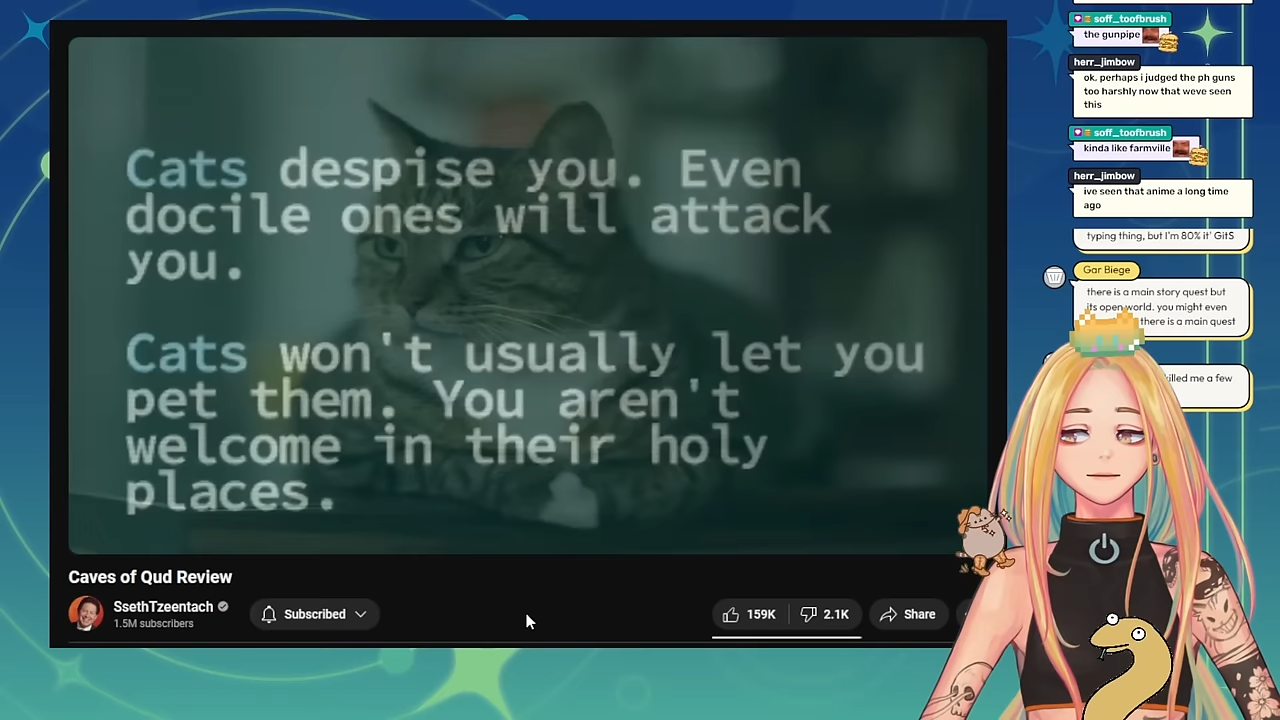 Cats despise you. Even
docile ones will attack
you.
Cats won't usually let you
pet them. You aren't
welcome in their holy
places.
Caves of Qud Review
SsethTzeentach
1.5M subscribers
Subscribed
159K
2.1K
Share
soff_toofbrush
the gunpipe
herr_jimbow
ok, perhaps i judged the ph guns
too harshly now that weve seen
this
soff_toofbrush
kinda like farmville
herr_jimbow
ive seen that anime a long time
ago
typing thing, but I'm 80% it' GitS
Gar Biege
there is a main story quest but
its open world. you might even
there is a main quest
killed me a few